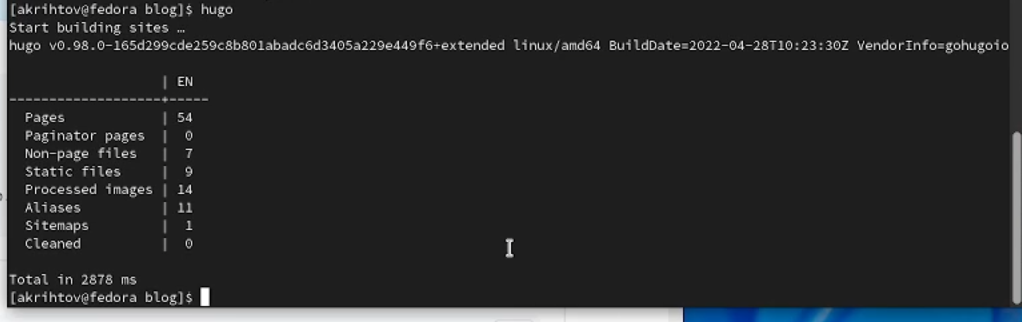 [akrihtov@fedora blog]$ hugo
Start building sites …
hugo v0.98.0-165d299cde259c8b801abadc6d3405a229e449f6+extended linux/amd64 BuildDate=2022-04-28T10:23:30Z VendorInfo=gohugoio
| EN
-------------------+-----
Pages | 54
Paginator pages | 0
Non-page files | 7
Static files | 9
Processed images | 14
Aliases | 11
Sitemaps | 1
Cleaned | 0
Total in 2878 ms
[akrihtov@fedora blog]$